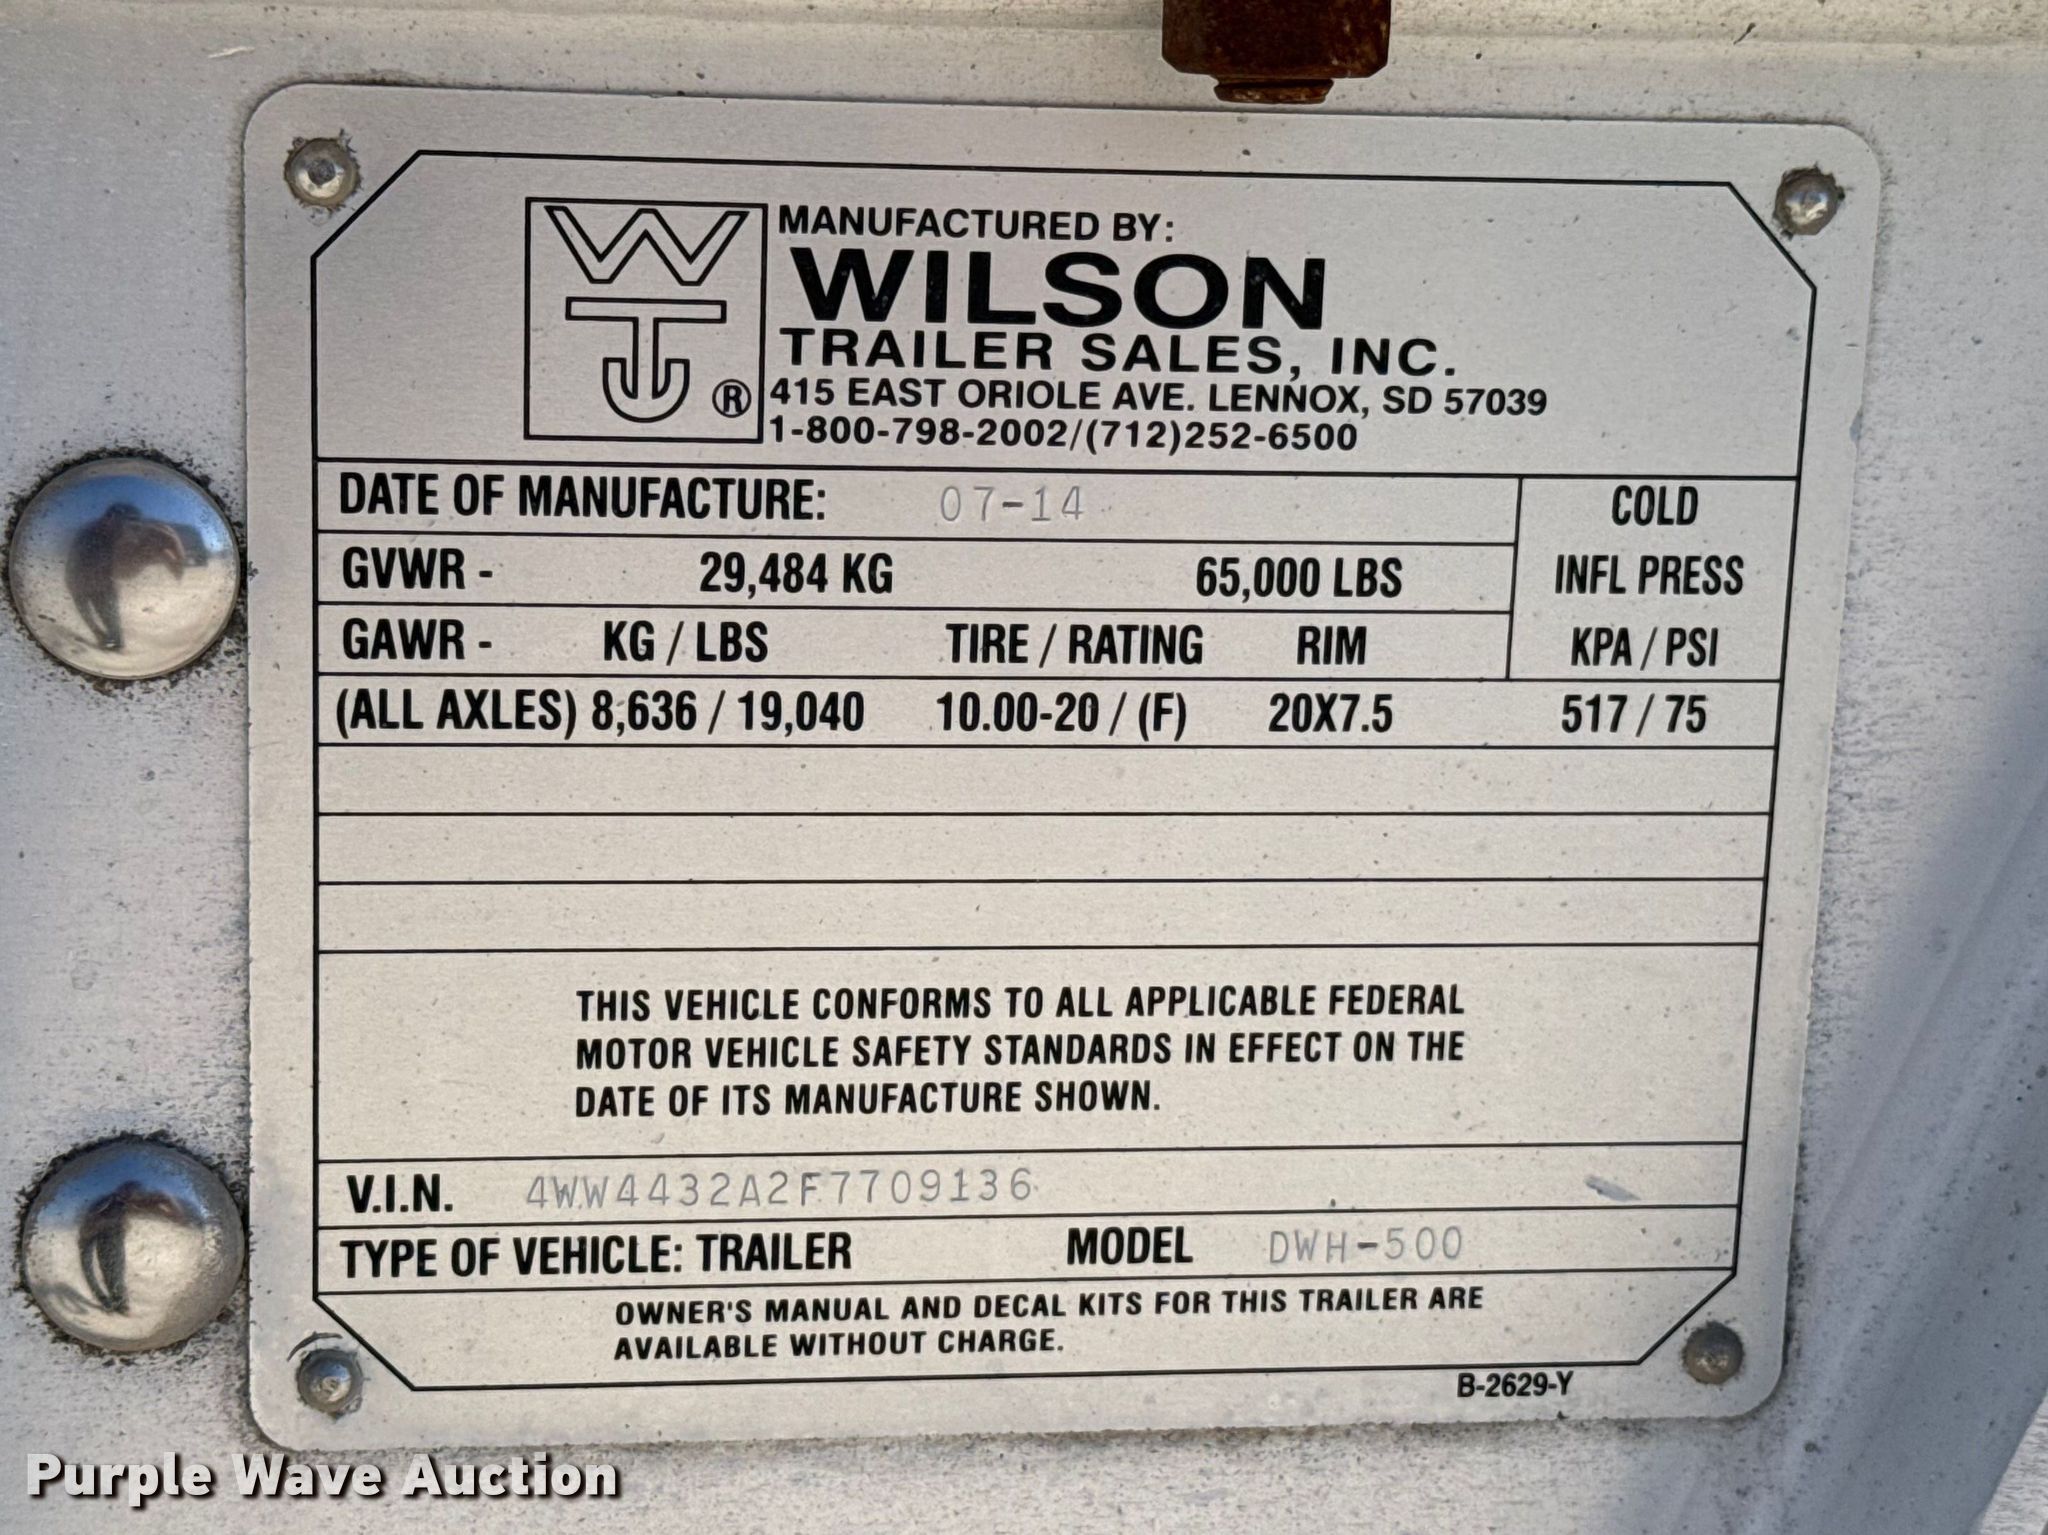 WTJ ®
MANUFACTURED BY:
WILSON
TRAILER SALES, INC.
415 EAST ORIOLE AVE. LENNOX, SD 57039
1-800-798-2002/(712)252-6500
DATE OF MANUFACTURE: 07-14
COLD
INFL PRESS
KPA / PSI
GVWR - 29,484 KG 65,000 LBS
GAWR - KG / LBS TIRE / RATING RIM
(ALL AXLES) 8,636 / 19,040 10.00-20 / (F) 20X7.5 517 / 75
THIS VEHICLE CONFORMS TO ALL APPLICABLE FEDERAL
MOTOR VEHICLE SAFETY STANDARDS IN EFFECT ON THE
DATE OF ITS MANUFACTURE SHOWN.
V.I.N. 4WW4432A2F7709136
TYPE OF VEHICLE: TRAILER MODEL DWH-500
OWNER'S MANUAL AND DECAL KITS FOR THIS TRAILER ARE
AVAILABLE WITHOUT CHARGE.
B-2629-Y
Purple Wave Auction